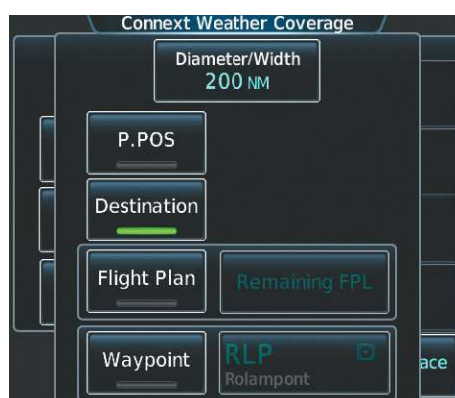 Connext Weather Coverage
Diameter/Width
200 NM
P.POS
Destination
Flight Plan
Remaining FPL
Waypoint
RLP
Rolampont
ace